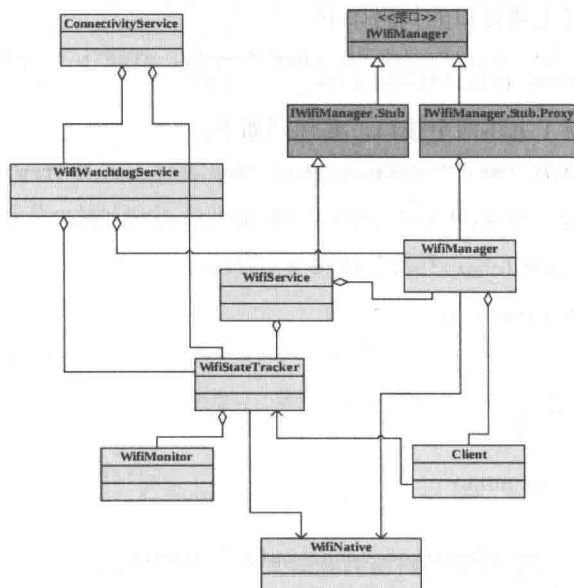 ConnectivityService
<<接口>>
IWifiManager
IWifiManager.Stub
IWifiManager.Stub.Proxy
WifiWatchdogService
WifiManager
WifiService
WifiStateTracker
WifiMonitor
Client
WifiNative